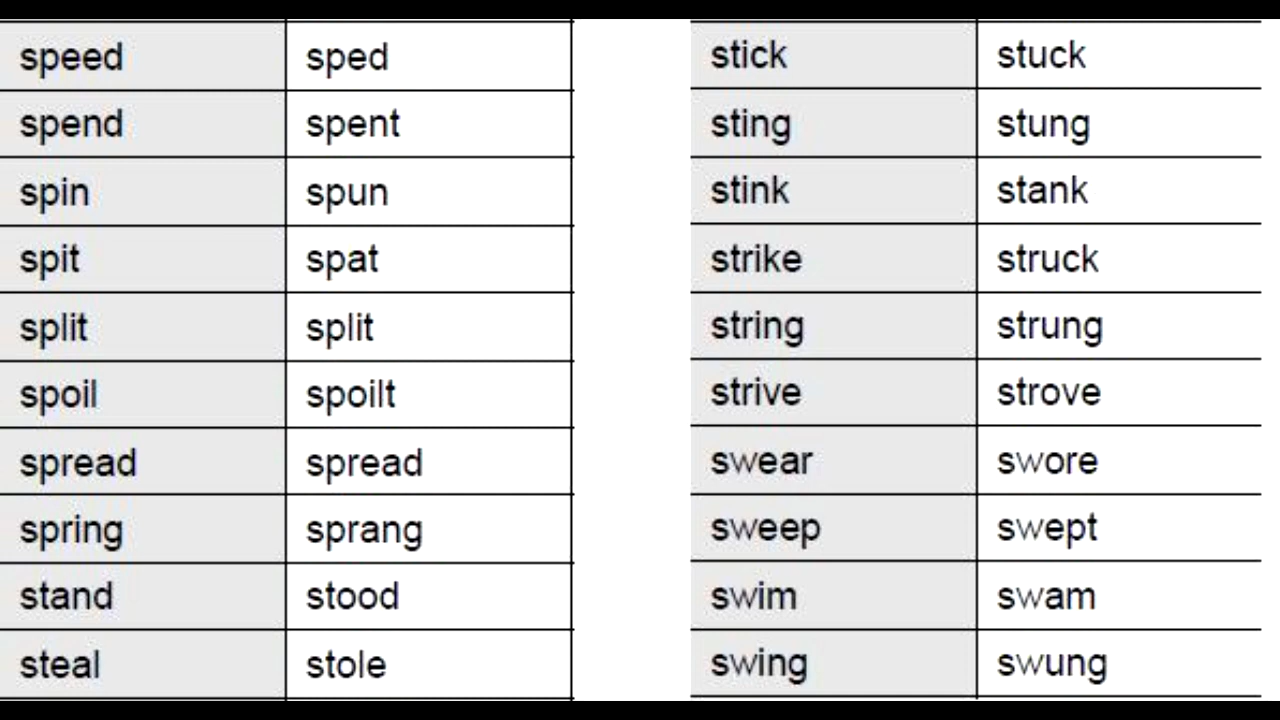 speed sped
spend spent
spin spun
spit spat
split split
spoil spoilt
spread spread
spring sprang
stand stood
steal stole
stick stuck
sting stung
stink stank
strike struck
string strung
strive strove
swear swore
sweep swept
swim swam
swing swung